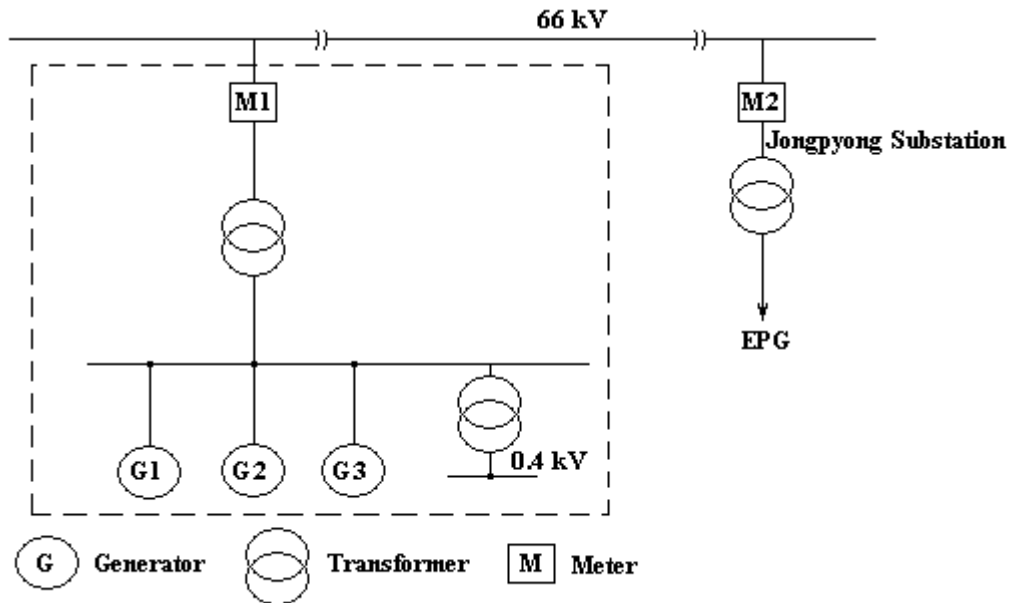 66 kV
M1
M2
Jongpyong Substation
EPG
G1 G2 G3
0.4 kV
G Generator Transformer M Meter